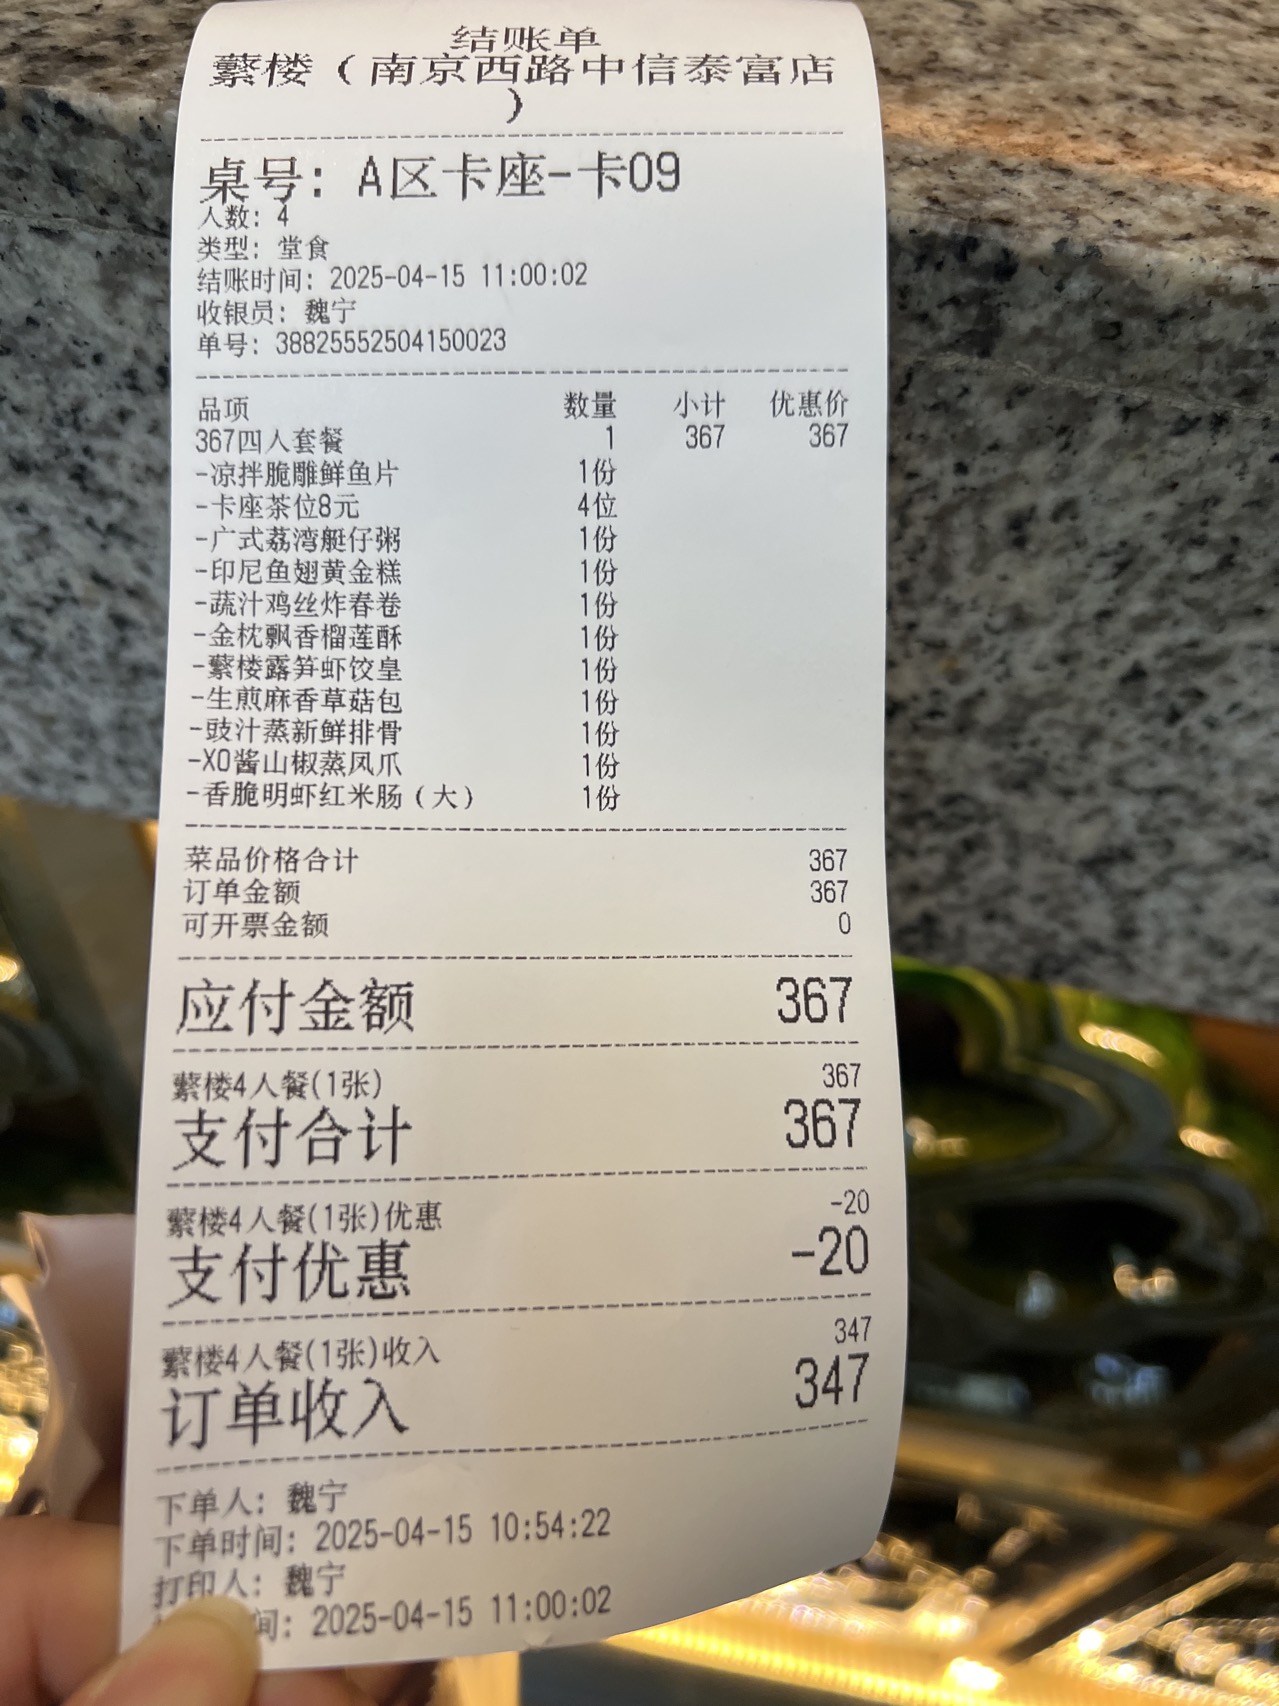 结账单
蘩楼（南京西路中信泰富店
）
桌号：A区卡座-卡09
人数：4
类型：堂食
结账时间：2025-04-15 11:00:02
收银员：魏宁
单号：38825552504150023
品项 数量 小计 优惠价
367四人套餐 1 367 367
-凉拌脆雕鲜鱼片 1份
-卡座茶位8元 4位
-广式荔湾艇仔粥 1份
-印尼鱼翅黄金糕 1份
-蔬汁鸡丝炸春卷 1份
-金枕飘香榴莲酥 1份
-蘩楼露笋虾饺皇 1份
-生煎麻香草菇包 1份
-豉汁蒸新鲜排骨 1份
-XO酱山椒蒸凤爪 1份
-香脆明虾红米肠（大） 1份
菜品价格合计 367
订单金额 367
可开票金额 0
应付金额 367
蘩楼4人餐(1张) 367
支付合计 367
蘩楼4人餐(1张)优惠 -20
支付优惠 -20
蘩楼4人餐(1张)收入 347
订单收入 347
下单人：魏宁
下单时间：2025-04-15 10:54:22
打印人：魏宁
间：2025-04-15 11:00:02